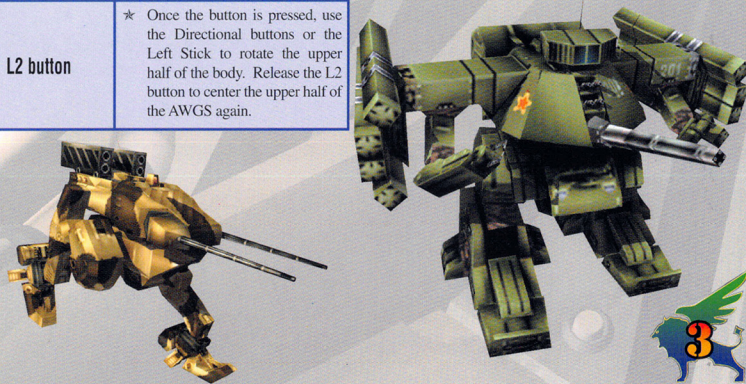 L2 button
✯ Once the button is pressed, use
the Directional buttons or the
Left Stick to rotate the upper
half of the body. Release the L2
button to center the upper half of
the AWGS again.
201
3